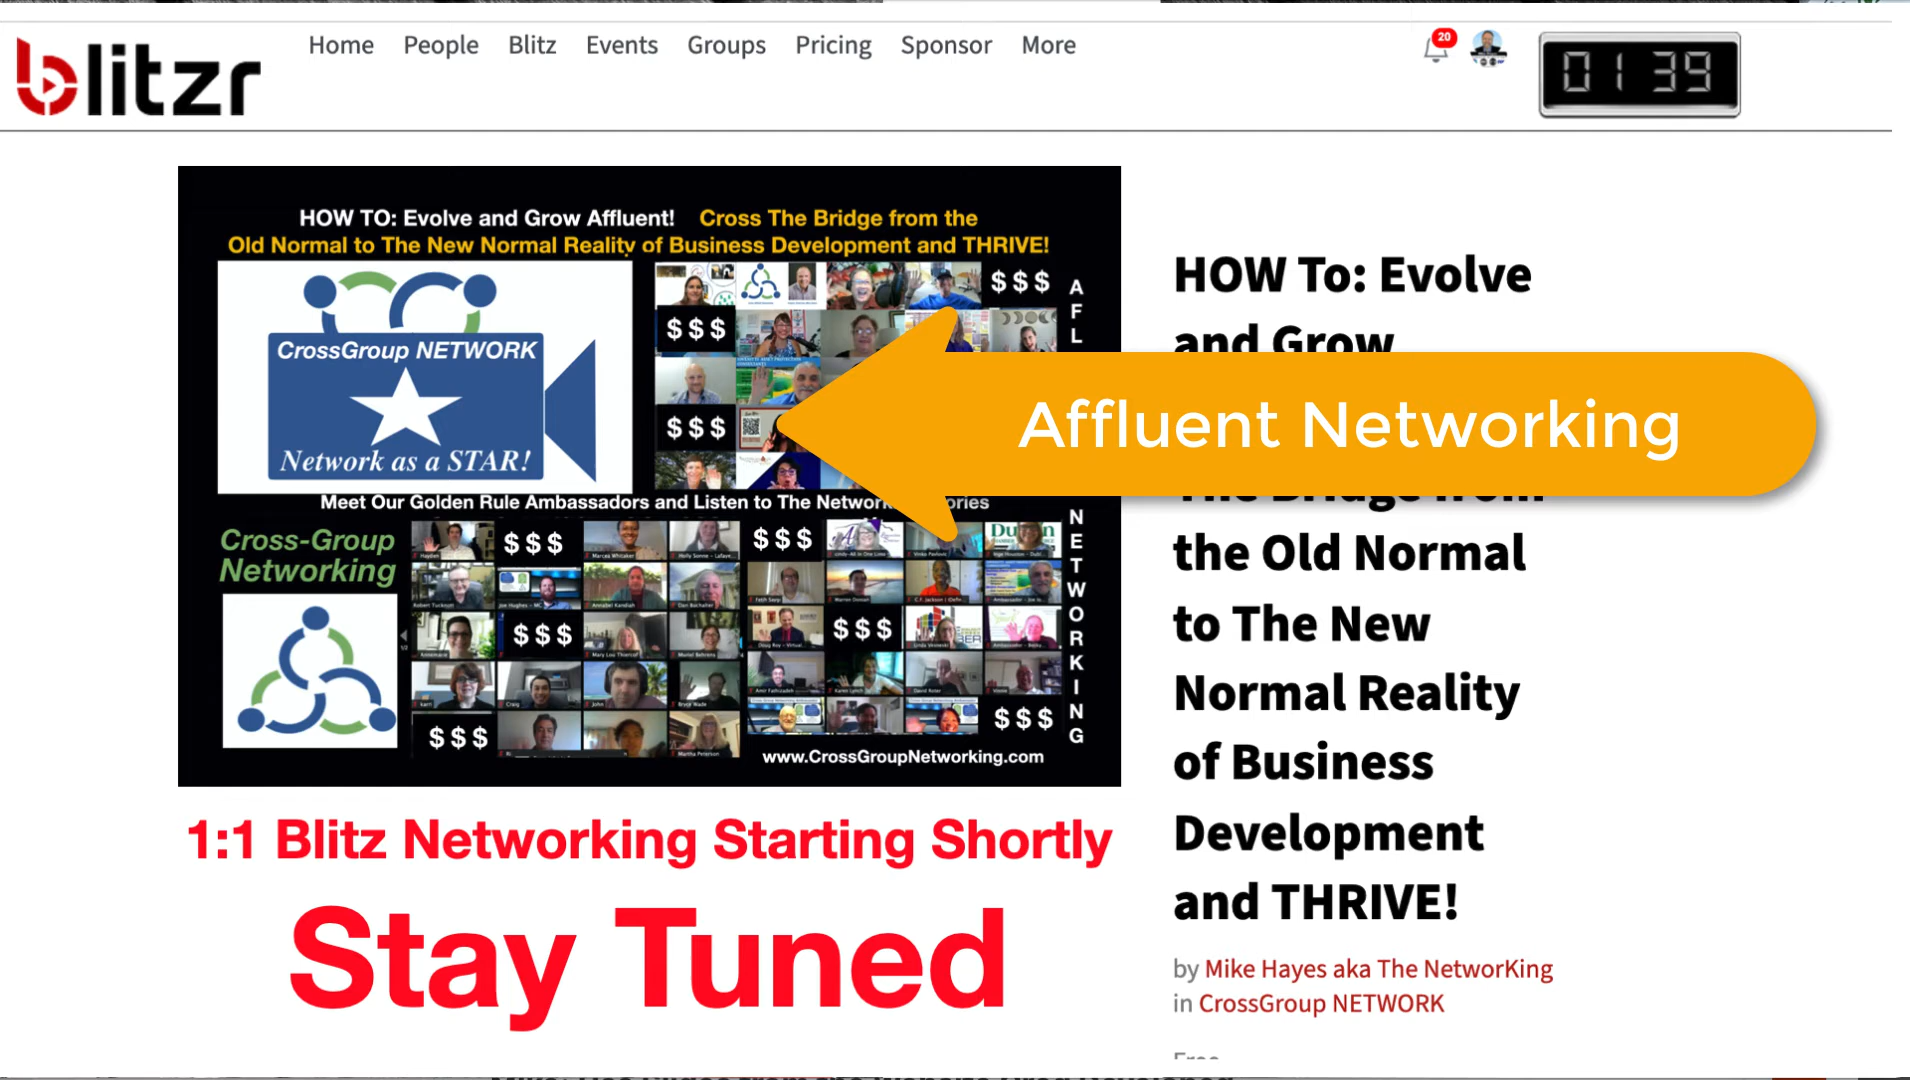 blitzr
Home People Blitz Events Groups Pricing Sponsor More
20
01 39
HOW TO: Evolve and Grow Affluent! Cross The Bridge from the
Old Normal to The New Normal Reality of Business Development and THRIVE!
CrossGroup NETWORK
Network as a STAR!
$ $ $
$ $ $
$ $ $
A
F
L
Affluent Networking
Meet Our Golden Rule Ambassadors and Listen to The
Cross-Group
Networking
$ $ $
$ $ $
$ $ $
$ $ $
$ $ $
$ $ $
N
E
T
W
O
R
K
I
N
G
www.CrossGroupNetworking.com
1:1 Blitz Networking Starting Shortly
Stay Tuned
HOW To: Evolve
and Grow
The Bridge from
the Old Normal
to The New
Normal Reality
of Business
Development
and THRIVE!
by Mike Hayes aka The NetworKing
in CrossGroup NETWORK